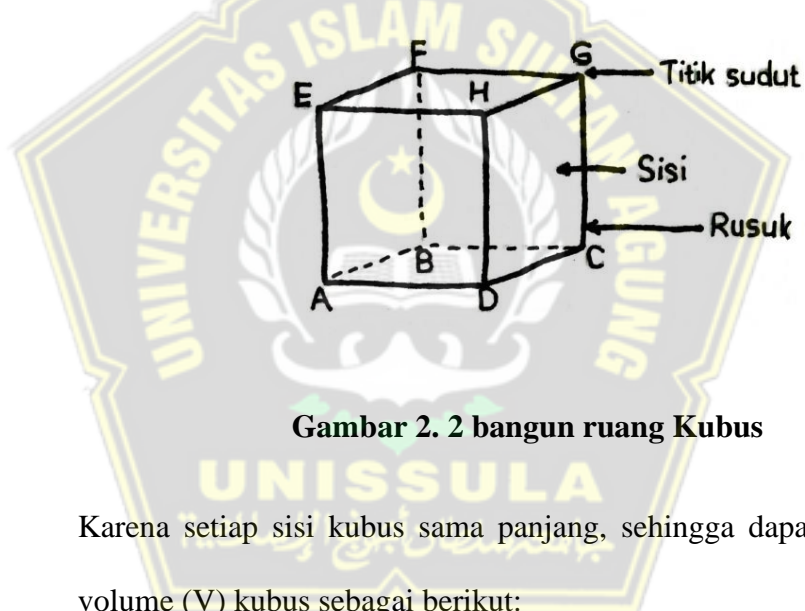 UNIVERSITAS ISLAM SULTAN AGUNG
F
G
Titik sudut
E
H
Sisi
Rusuk
B
C
A
D
Gambar 2. 2 bangun ruang Kubus
UNISSULA
Karena setiap sisi kubus sama panjang, sehingga dapa
volume (V) kubus sebagai berikut: